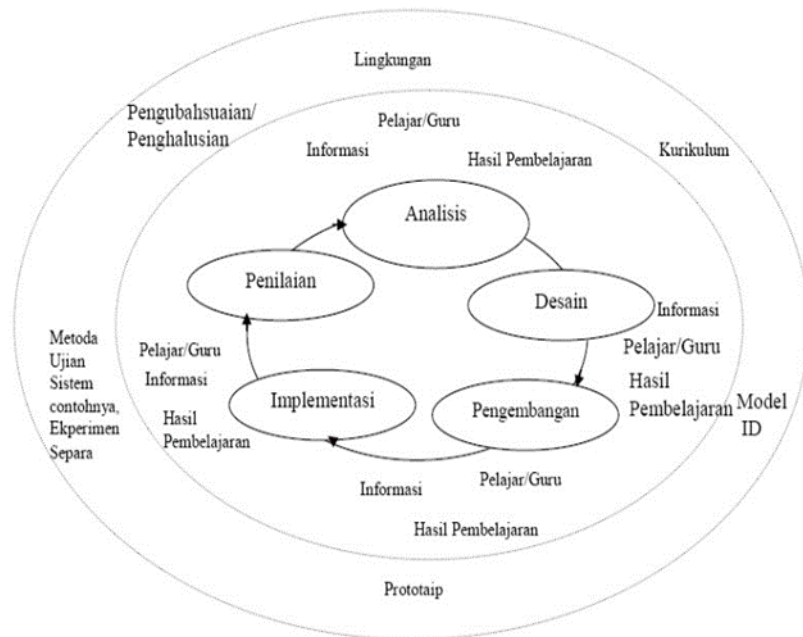 Lingkungan
Pengubahsuaian/
Penghalusian
Pelajar/Guru
Informasi
Kurikulum
Hasil Pembelajaran
Analisis
Penilaian
Desain
Informasi
Metoda
Ujian
Sistem
contohnya,
Ekperimen
Separa
Pelajar/Guru
Informasi
Hasil
Pembelajaran
Pelajar/Guru
Hasil
Pembelajaran
Model
ID
Implementasi
Pengembangan
Informasi
Pelajar/Guru
Hasil Pembelajaran
Prototaip